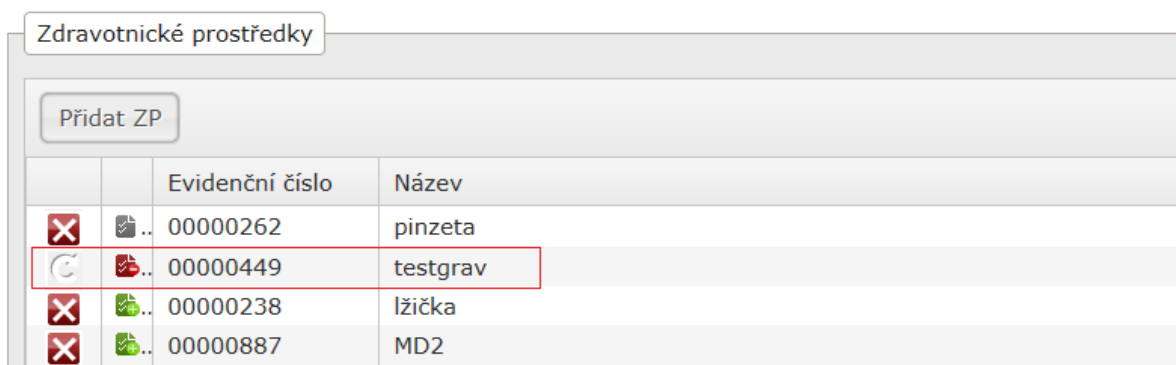 Zdravotnické prostředky
Přidat ZP
Evidenční číslo Název
.. 00000262 pinzeta
.. 00000449 testgrav
.. 00000238 lžička
.. 00000887 MD2